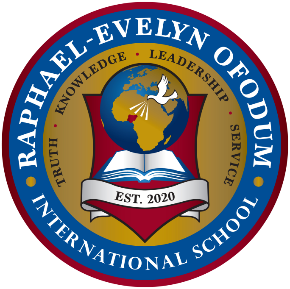 RAPHAEL-EVELYN OFODUM
TRUTH · KNOWLEDGE · LEADERSHIP · SERVICE
EST. 2020
· INTERNATIONAL SCHOOL ·